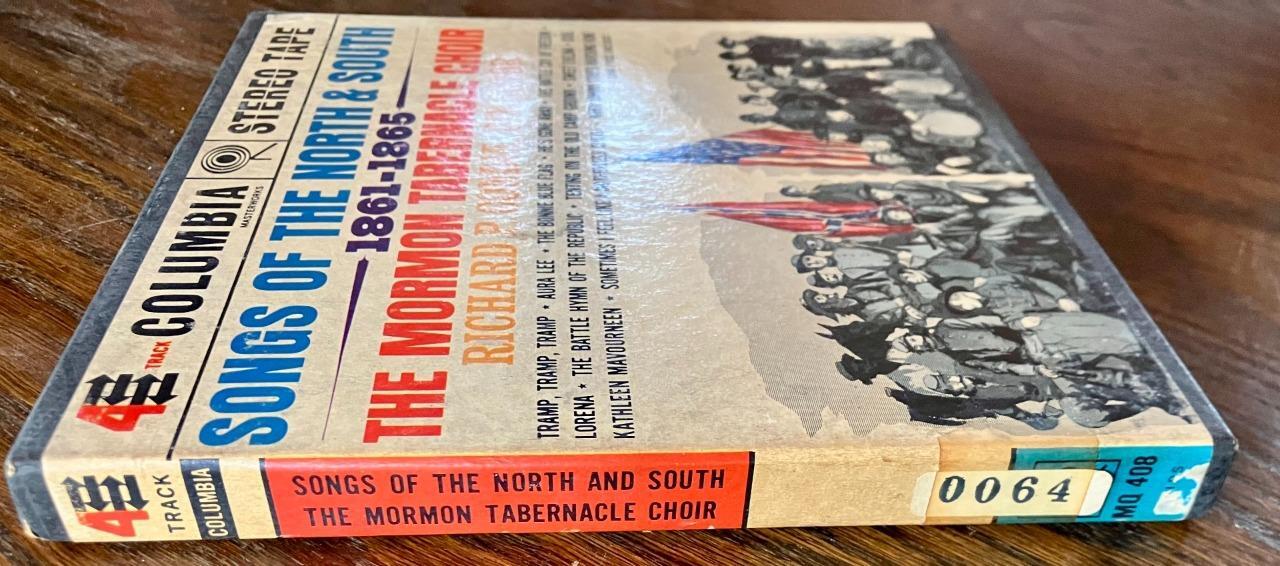 4
TRACK
COLUMBIA
MASTERWORKS
STEREO TAPE
SONGS OF THE NORTH & SOUTH
1861-1865
THE MORMON TABERNACLE CHOIR
RICHARD P.
TRAMP, TRAMP, TRAMP ★ AURA LEE ★ THE BONNIE BLUE FLAG ★
LORENA ★ THE BATTLE HYMN OF THE REPUBLIC ★ TENTING ON THE OLD CAMP GROUND ★
KATHLEEN MAVOURNEEN ★ SOMETIMES I FEEL LIKE
4
TRACK
COLUMBIA
SONGS OF THE NORTH AND SOUTH
THE MORMON TABERNACLE CHOIR
0064
MQ 408